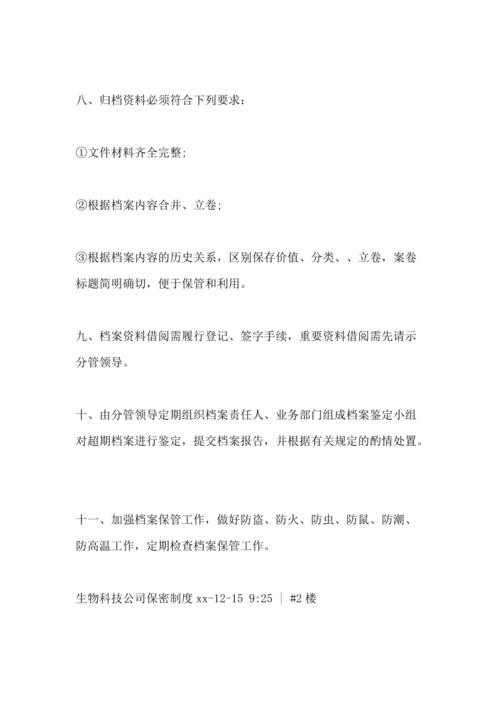 八、归档资料必须符合下列要求：
①文件材料齐全完整;
②根据档案内容合并、立卷;
③根据档案内容的历史关系，区别保存价值、分类、、立卷，案卷
标题简明确切，便于保管和利用。
九、档案资料借阅需履行登记、签字手续，重要资料借阅需先请示
分管领导。
十、由分管领导定期组织档案责任人、业务部门组成档案鉴定小组
对超期档案进行鉴定，提交档案报告，并根据有关规定的酌情处置。
十一、加强档案保管工作，做好防盗、防火、防虫、防鼠、防潮、
防高温工作，定期检查档案保管工作。
生物科技公司保密制度 xx-12-15 9:25 | #2 楼